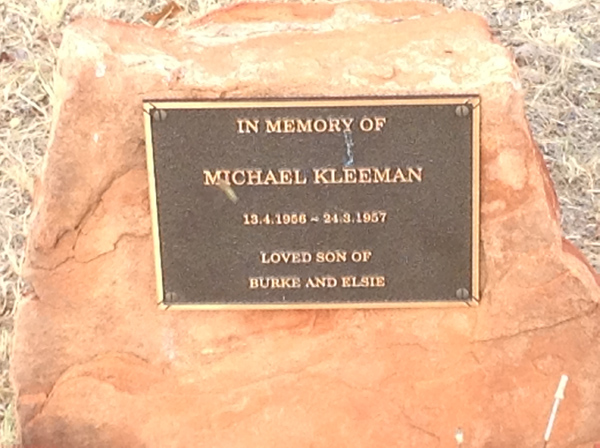 IN MEMORY OF
MICHAEL KLEEMAN
13.4.1956 ~ 24.3.1957
LOVED SON OF
BURKE AND ELSIE